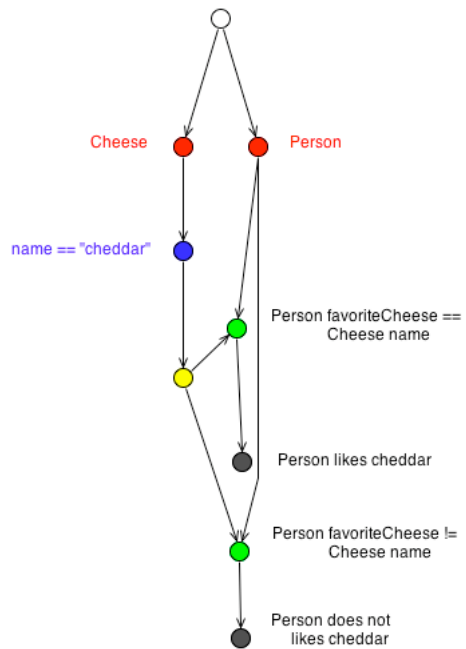 Cheese
Person
name == "cheddar"
Person favoriteCheese ==
Cheese name
Person likes cheddar
Person favoriteCheese !=
Cheese name
Person does not
likes cheddar